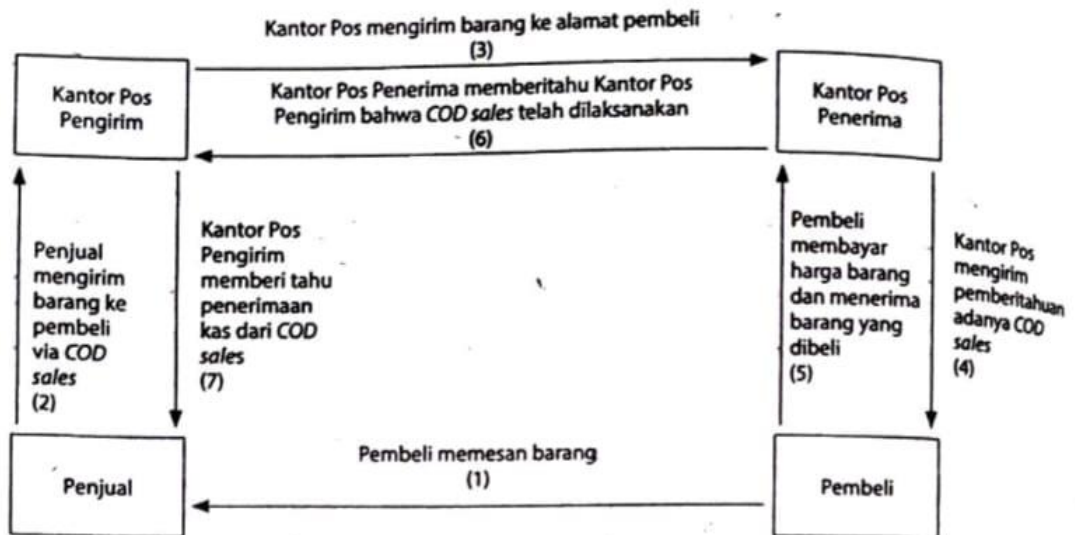 Kantor Pos mengirim barang ke alamat pembeli
(3)
Kantor Pos
Pengirim
Kantor Pos Penerima memberitahu Kantor Pos
Pengirim bahwa COD sales telah dilaksanakan
(6)
Kantor Pos
Penerima
Penjual
mengirim
barang ke
pembeli
via COD
sales
(2)
Kantor Pos
Pengirim
memberi tahu
penerimaan
kas dari COD
sales
(7)
Pembeli
membayar
harga barang
dan menerima
barang yang
dibeli
(5)
Kantor Pos
mengirim
pemberitahuan
adanya COD
sales
(4)
Penjual
Pembeli memesan barang
(1)
Pembeli